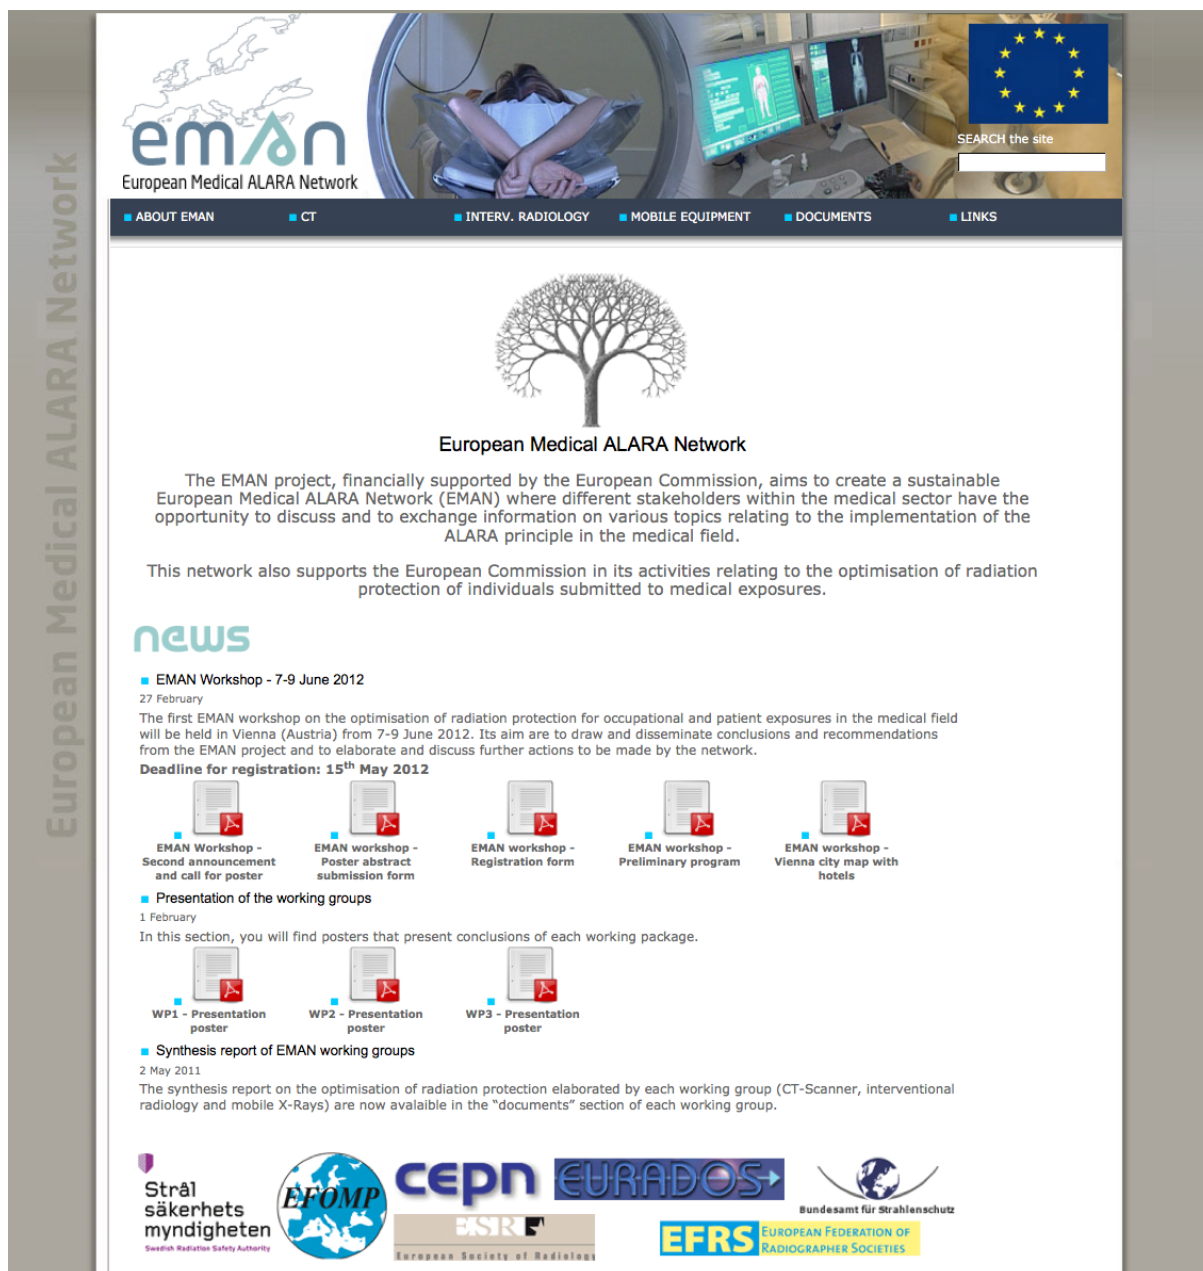 eman
European Medical ALARA Network
SEARCH the site
ABOUT EMAN
CT
INTERV. RADIOLOGY
MOBILE EQUIPMENT
DOCUMENTS
LINKS
European Medical ALARA Network
European Medical ALARA Network
The EMAN project, financially supported by the European Commission, aims to create a sustainable
European Medical ALARA Network (EMAN) where different stakeholders within the medical sector have the
opportunity to discuss and to exchange information on various topics relating to the implementation of the
ALARA principle in the medical field.
This network also supports the European Commission in its activities relating to the optimisation of radiation
protection of individuals submitted to medical exposures.
news
EMAN Workshop - 7-9 June 2012
27 February
The first EMAN workshop on the optimisation of radiation protection for occupational and patient exposures in the medical field
will be held in Vienna (Austria) from 7-9 June 2012. Its aim are to draw and disseminate conclusions and recommendations
from the EMAN project and to elaborate and discuss further actions to be made by the network.
Deadline for registration: 15th May 2012
EMAN Workshop -
Second announcement
and call for poster
EMAN workshop -
Poster abstract
submission form
EMAN workshop -
Registration form
EMAN workshop -
Preliminary program
EMAN workshop -
Vienna city map with
hotels
Presentation of the working groups
1 February
In this section, you will find posters that present conclusions of each working package.
WP1 - Presentation
poster
WP2 - Presentation
poster
WP3 - Presentation
poster
Synthesis report of EMAN working groups
2 May 2011
The synthesis report on the optimisation of radiation protection elaborated by each working group (CT-Scanner, interventional
radiology and mobile X-Rays) are now avalaible in the “documents” section of each working group.
Strål
säkerhets
myndigheten
Swedish Radiation Safety Authority
EFOMP
cepn
EURADOS
Bundesamt für Strahlenschutz
ESR
European Society of Radiology
EFRS
EUROPEAN FEDERATION OF
RADIOGRAPHER SOCIETIES